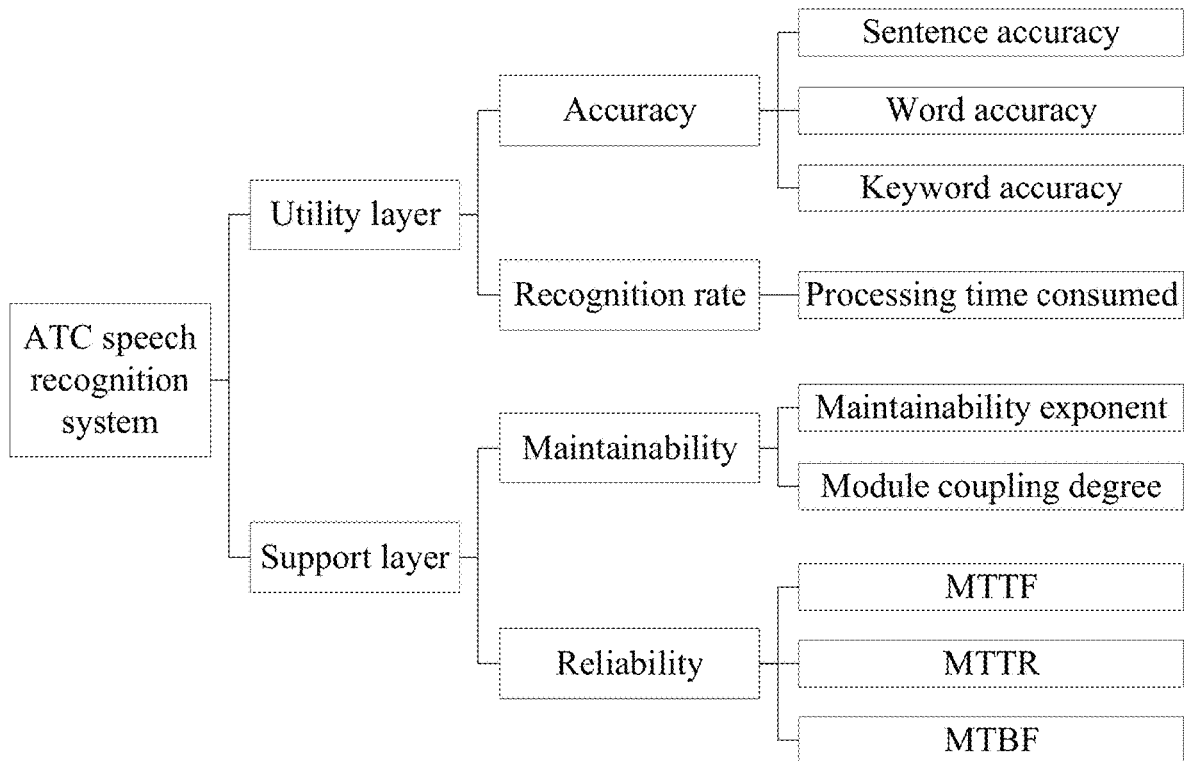 ATC speech
recognition
system
Utility layer
Support layer
Accuracy
Recognition rate
Maintainability
Reliability
Sentence accuracy
Word accuracy
Keyword accuracy
Processing time consumed
Maintainability exponent
Module coupling degree
MTTF
MTTR
MTBF